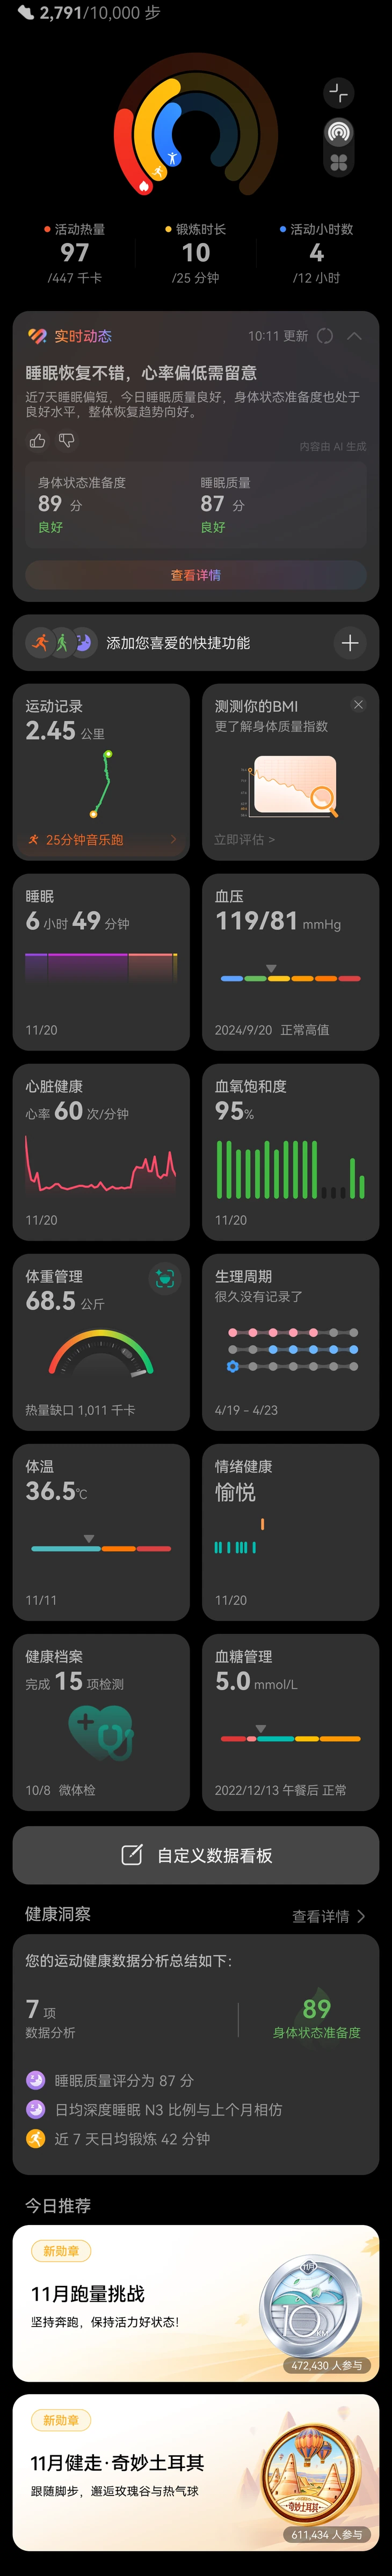 2,791/10,000 步
活动热量
锻炼时长
活动小时数
97
10
4
/447 千卡
/25 分钟
/12 小时
实时动态
10:11 更新
睡眠恢复不错，心率偏低需留意
近7天睡眠偏短，今日睡眠质量良好，身体状态准备度也处于
良好水平，整体恢复趋势向好。
内容由 AI 生成
身体状态准备度
睡眠质量
89 分
87 分
良好
良好
查看详情
添加您喜爱的快捷功能
运动记录
2.45 公里
25分钟音乐跑
测测你的BMI
更了解身体质量指数
立即评估 >
睡眠
6 小时 49 分钟
11/20
血压
119/81 mmHg
2024/9/20 正常高值
心脏健康
心率 60 次/分钟
11/20
血氧饱和度
95%
11/20
体重管理
68.5 公斤
热量缺口 1,011 千卡
生理周期
很久没有记录了
4/19 - 4/23
体温
36.5℃
11/11
情绪健康
愉悦
11/20
健康档案
完成 15 项检测
10/8 微体检
血糖管理
5.0 mmol/L
2022/12/13 午餐后 正常
自定义数据看板
健康洞察
查看详情
您的运动健康数据分析总结如下：
7 项
数据分析
89
身体状态准备度
睡眠质量评分为 87 分
日均深度睡眠 N3 比例与上个月相仿
近 7 天日均锻炼 42 分钟
今日推荐
新勋章
11月跑量挑战
坚持奔跑，保持活力好状态!
11月
10
KM
472,430 人参与
新勋章
11月健走·奇妙土耳其
跟随脚步，邂逅玫瑰谷与热气球
奇妙土耳其
611,434 人参与